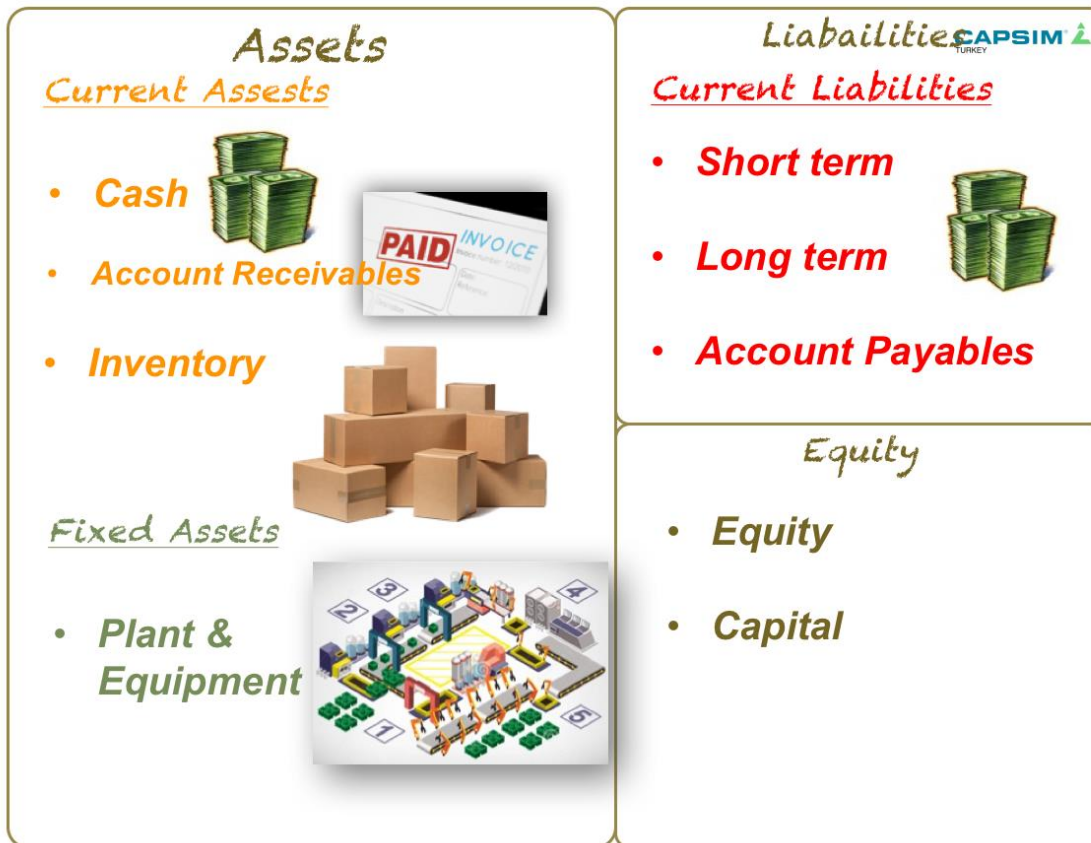 Assets
Current Assests
• Cash
• Account Receivables
• Inventory
PAID
INVOICE
Fixed Assets
• Plant &
Equipment
1
2
3
4
5
Liabailities
CAPSIM
TURKEY
Current Liabilities
• Short term
• Long term
• Account Payables
Equity
• Equity
• Capital